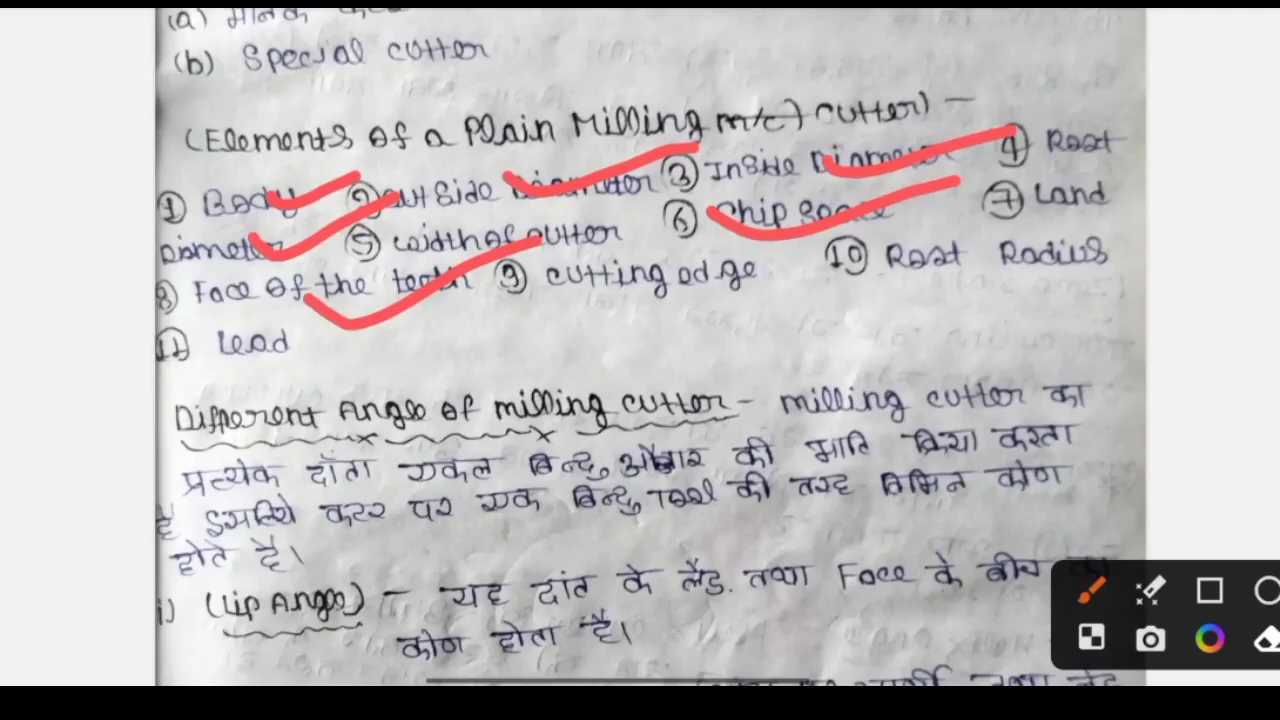 (a) मानक
(b) Special cutter
(Elements of a Plain Milling m/c) cutter) –
① Body ② outside Diameter ③ Inside Diameter ④ Root
Diameter ⑤ width of cutter ⑥ Chip Space ⑦ Land
⑧ Face of the teeth ⑨ cutting edge ⑩ Root Radius
⑪ Lead
Different Angle of milling cutter – milling cutter का
प्रत्येक दाँता एकल बिन्दु औजार की भाति क्रिया करता
है इसलिये कटर पर एक बिन्दु Tool की तरह विभिन कोण
होते है।
i) (Lip Angle) – यह दांत के लैंड तथा Face के बीच का
कोण होता है।